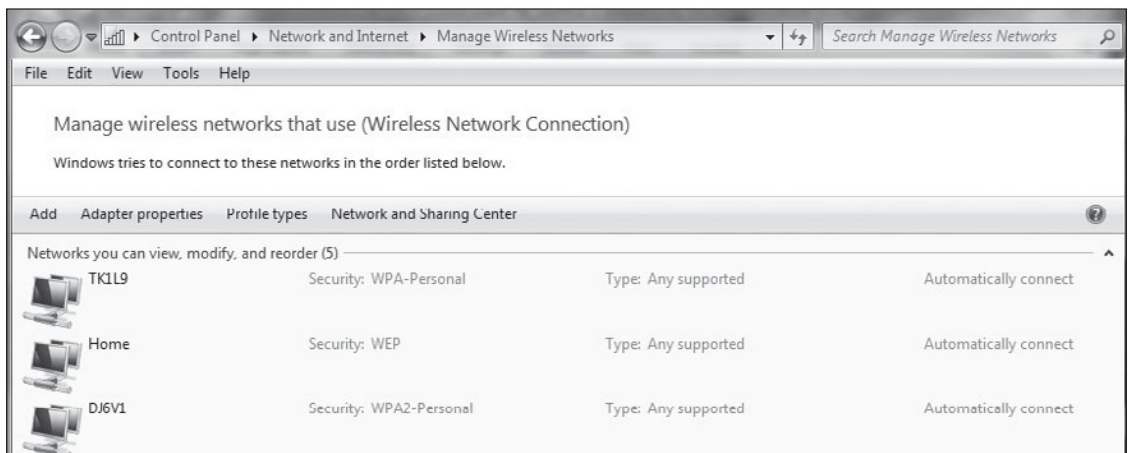 Control Panel Network and Internet Manage Wireless Networks Search Manage Wireless Networks
File Edit View Tools Help
Manage wireless networks that use (Wireless Network Connection)
Windows tries to connect to these networks in the order listed below.
Add Adapter properties Profile types Network and Sharing Center
Networks you can view, modify, and reorder (5)
TK1L9 Security: WPA-Personal Type: Any supported Automatically connect
Home Security: WEP Type: Any supported Automatically connect
DJ6V1 Security: WPA2-Personal Type: Any supported Automatically connect